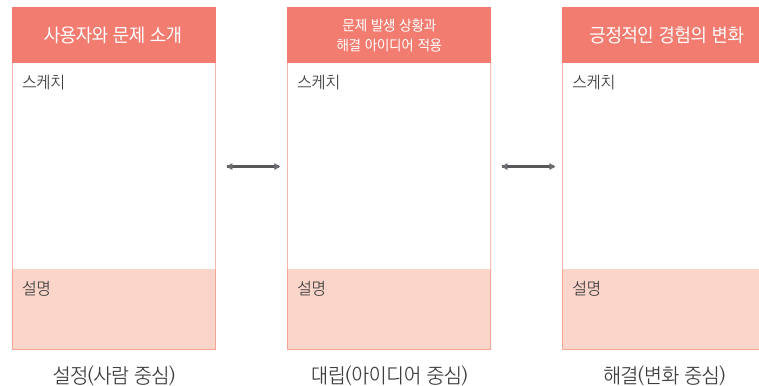 사용자와 문제 소개
스케치
설명
설정(사람 중심)
문제 발생 상황과
해결 아이디어 적용
스케치
설명
대립(아이디어 중심)
긍정적인 경험의 변화
스케치
설명
해결(변화 중심)